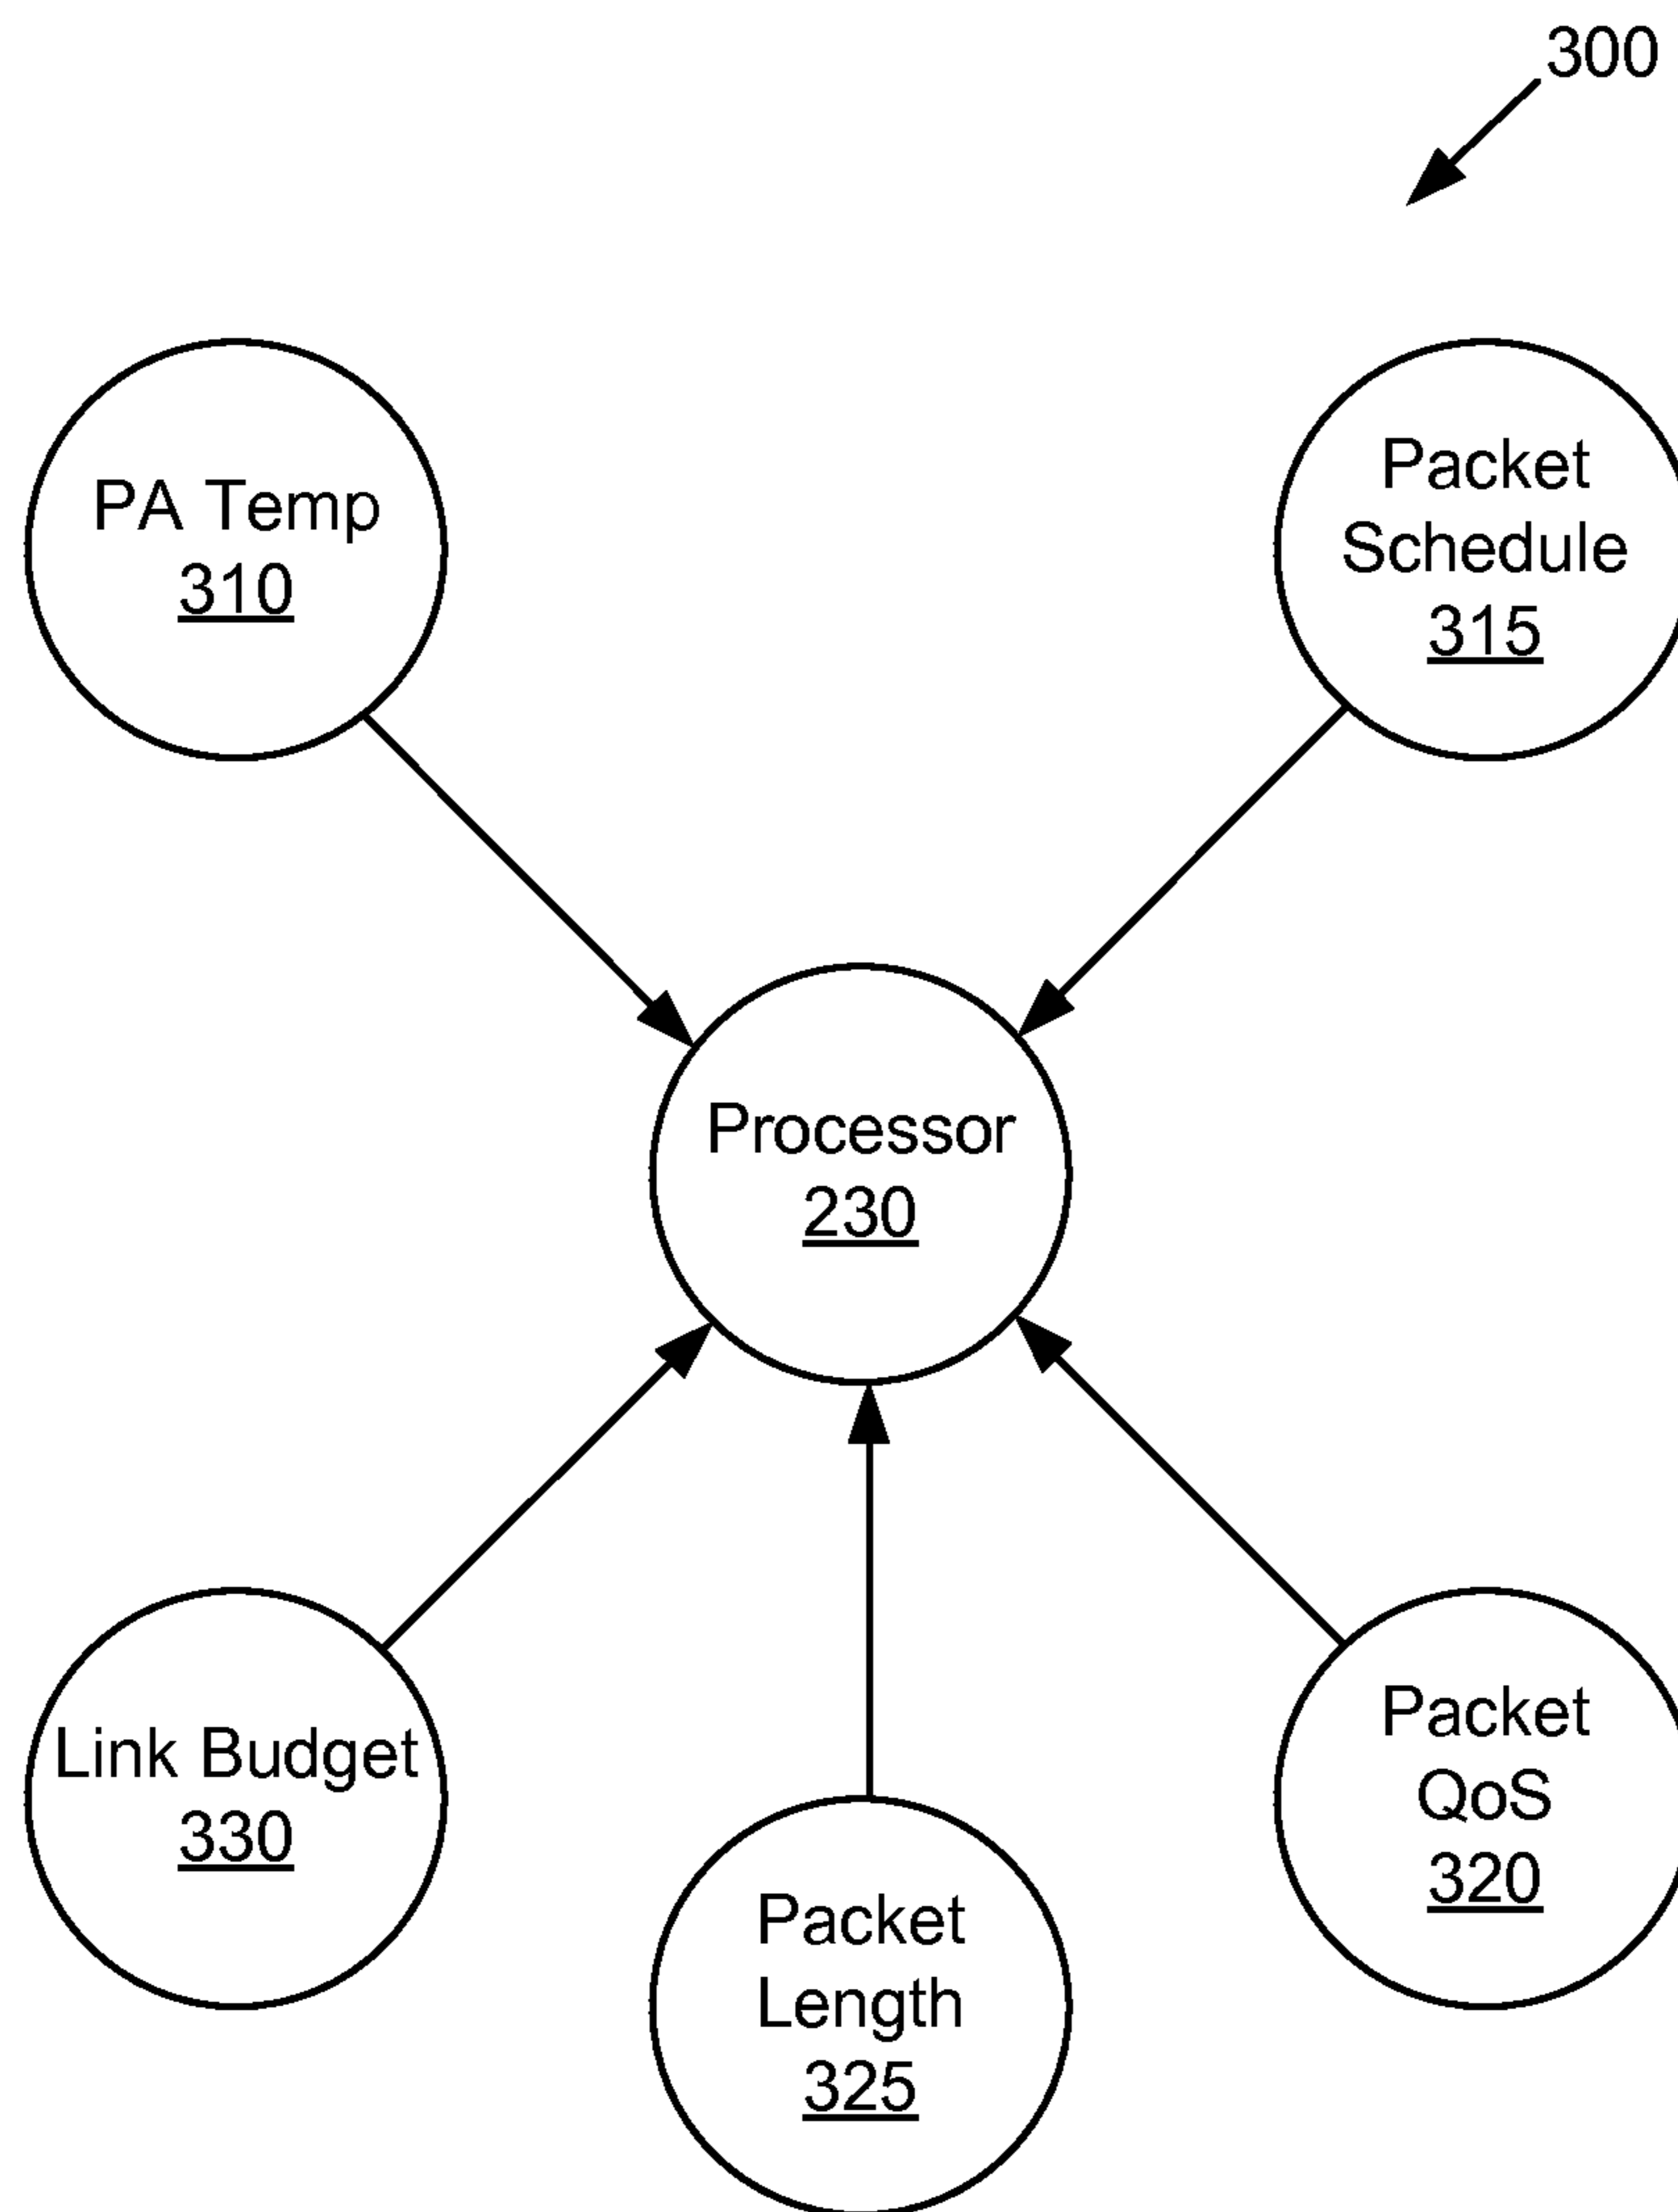 300
PA Temp
310
Packet
Schedule
315
Processor
230
Link Budget
330
Packet
Length
325
Packet
QoS
320